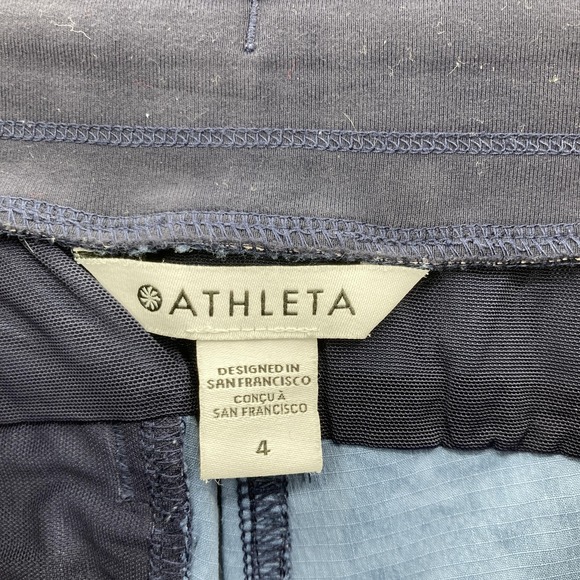 ATHLETA
DESIGNED IN
SAN FRANCISCO
CONÇU À
SAN FRANCISCO
4